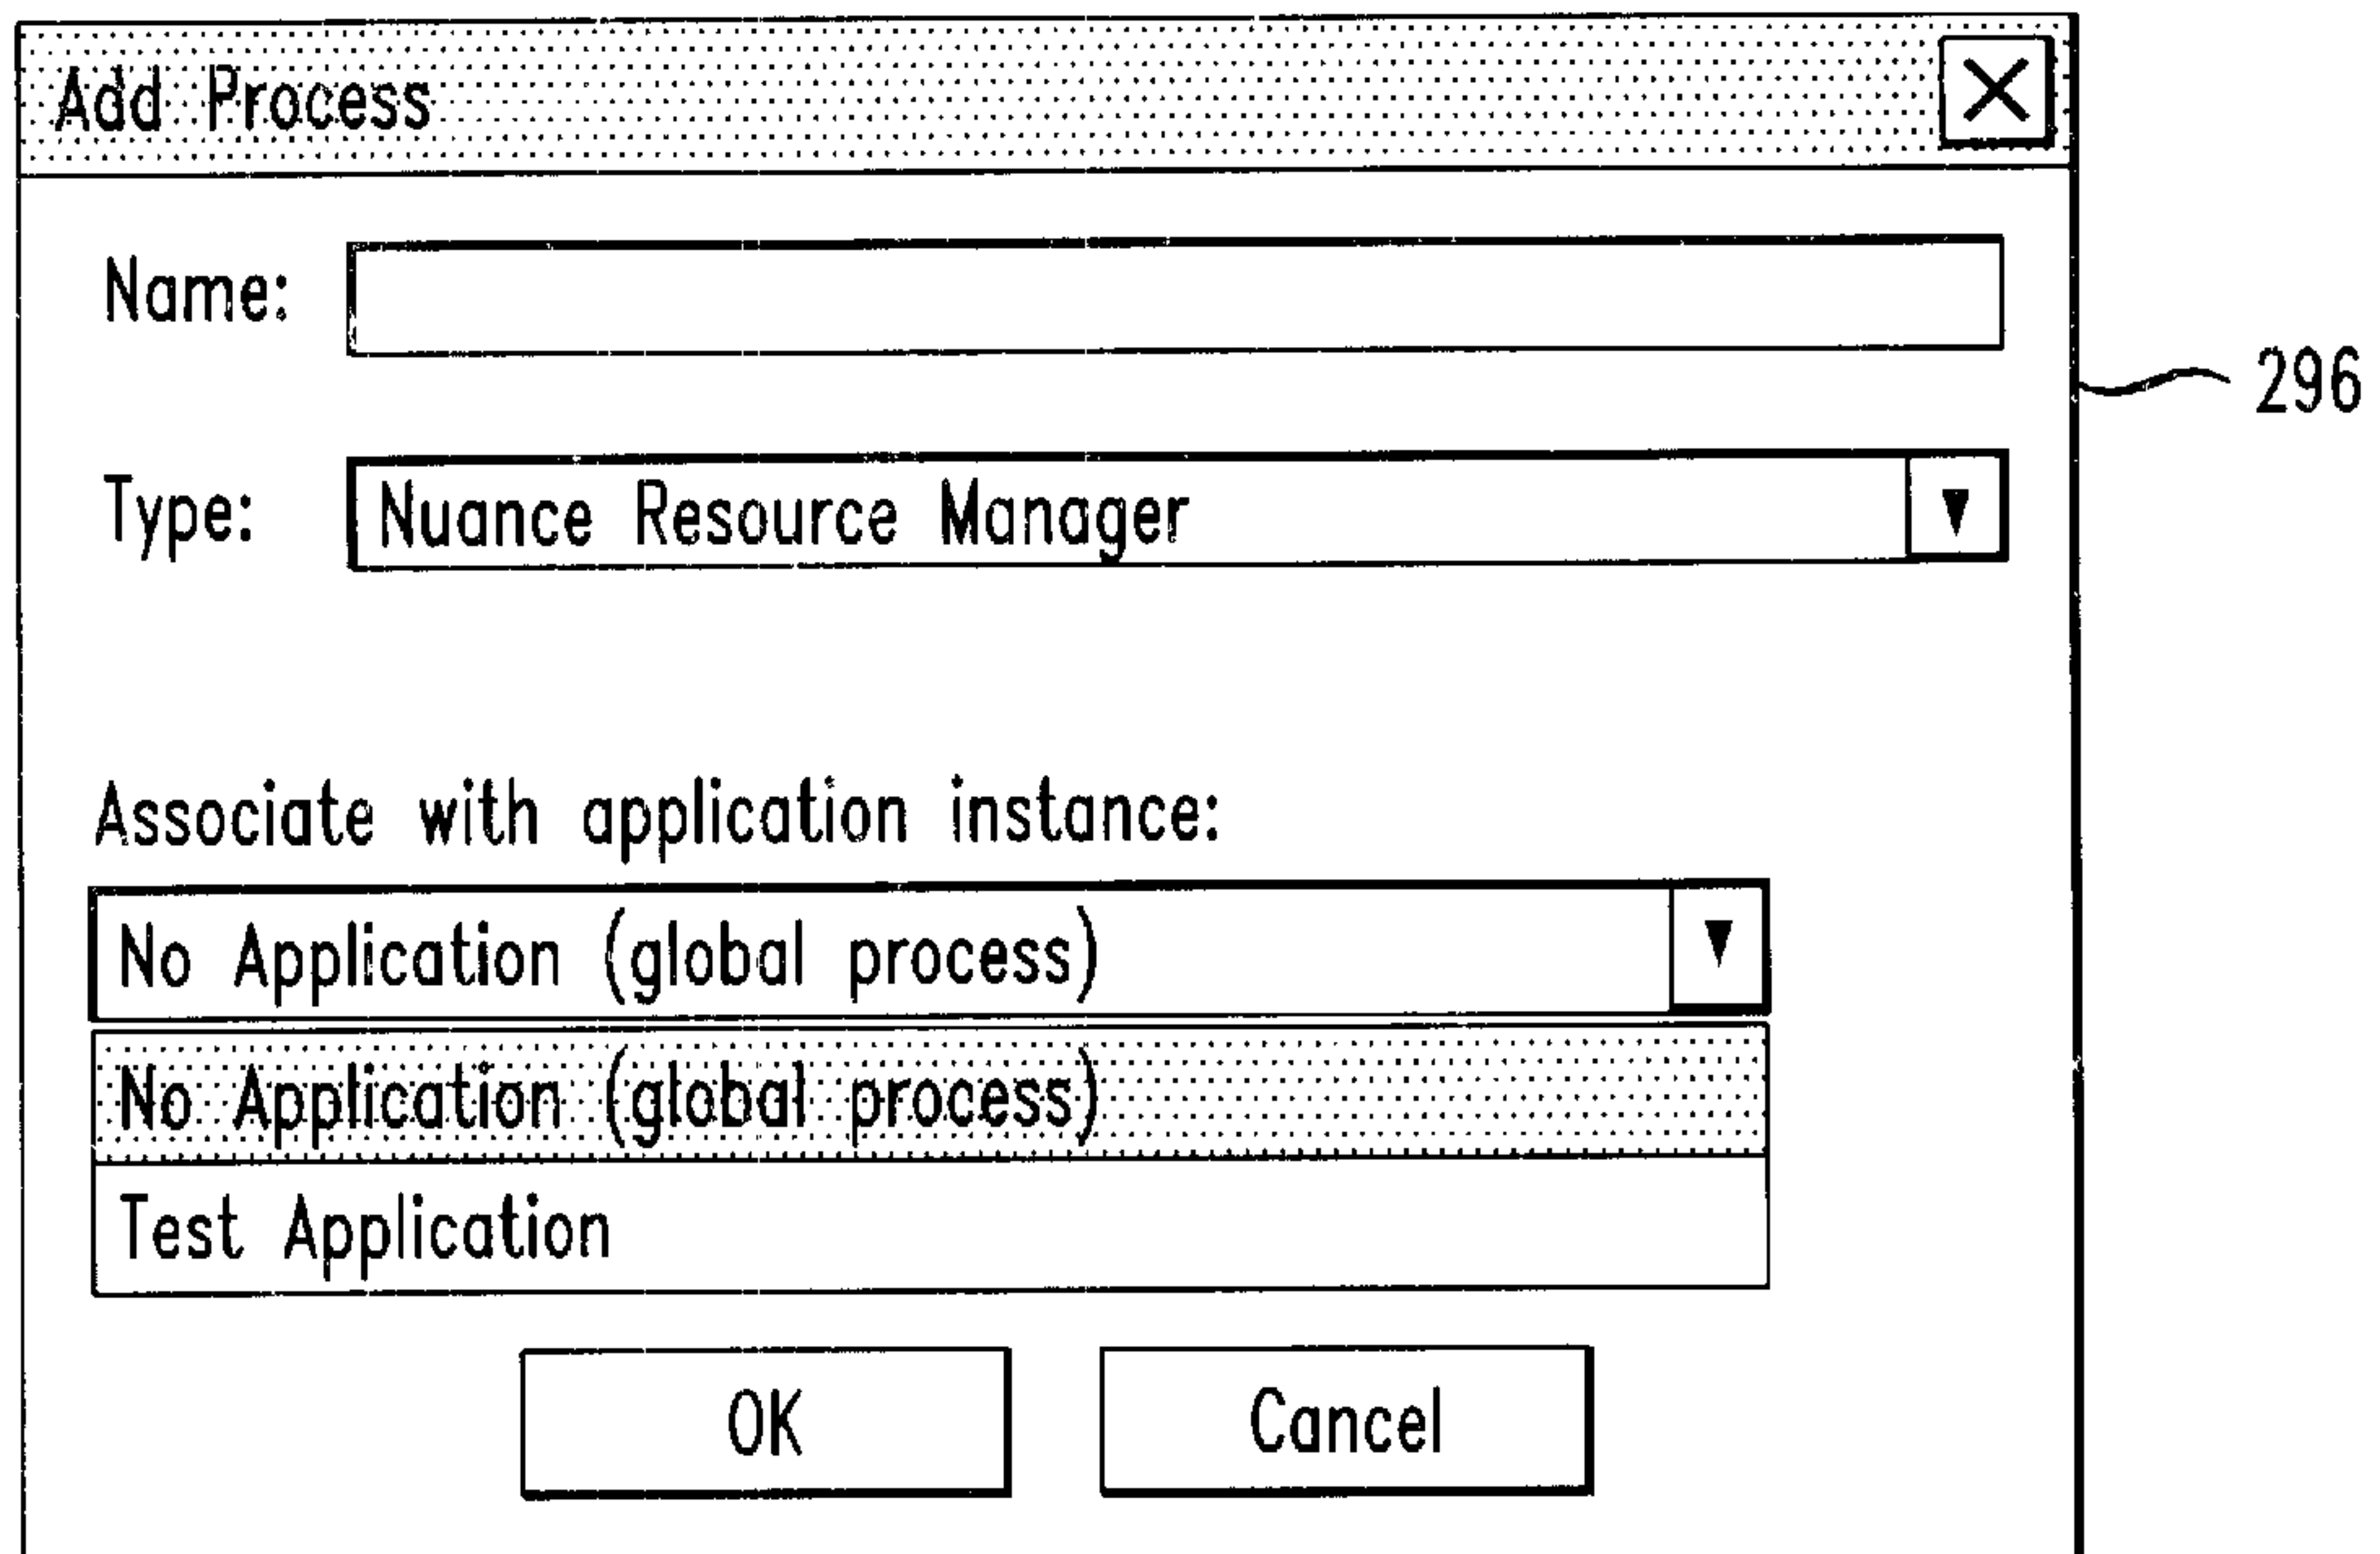 Add Process
Name:
296
Type: Nuance Resource Manager
Associate with application instance:
No Application (global process)
No Application (global process)
Test Application
OK Cancel